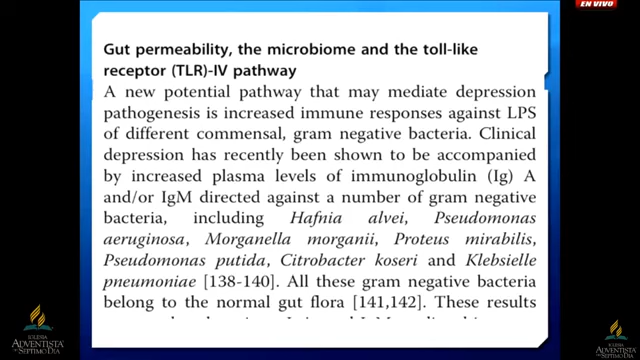 EN VIVO
Gut permeability, the microbiome and the toll-like
receptor (TLR)-IV pathway
A new potential pathway that may mediate depression
pathogenesis is increased immune responses against LPS
of different commensal, gram negative bacteria. Clinical
depression has recently been shown to be accompanied
by increased plasma levels of immunoglobulin (Ig) A
and/or IgM directed against a number of gram negative
bacteria, including Hafnia alvei, Pseudomonas
aeruginosa, Morganella morganii, Proteus mirabilis,
Pseudomonas putida, Citrobacter koseri and Klebsielle
pneumoniae [138-140]. All these gram negative bacteria
belong to the normal gut flora [141,142]. These results
IGLESIA
ADVENTISTA
DEL
SÉPTIMO DÍA
IGLESIA
ADVENTISTA
DEL
SÉPTIMO DÍA